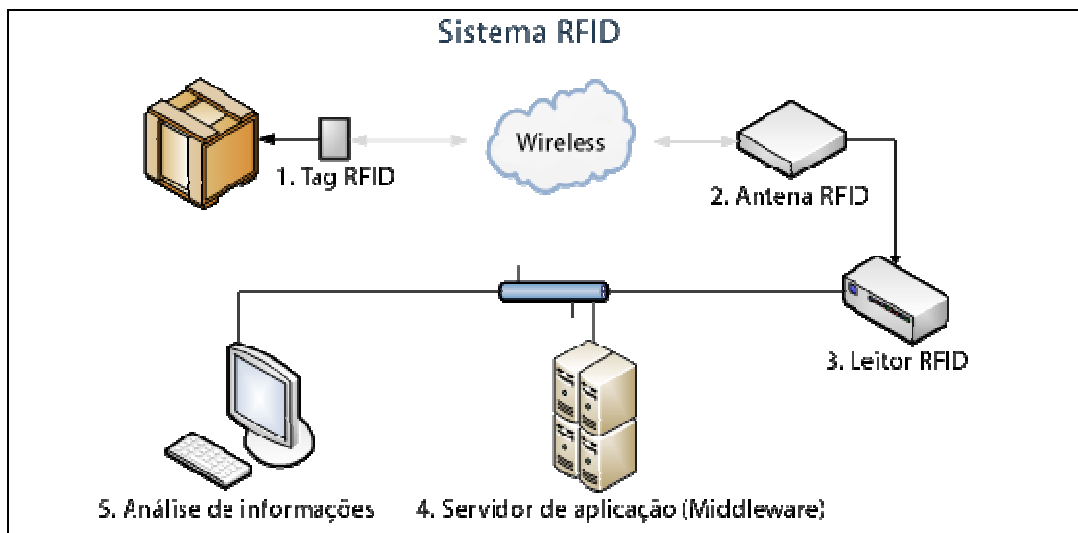 Sistema RFID
Wireless
1. Tag RFID
2. Antena RFID
3. Leitor RFID
5. Análise de informações
4. Servidor de aplicação (Middleware)